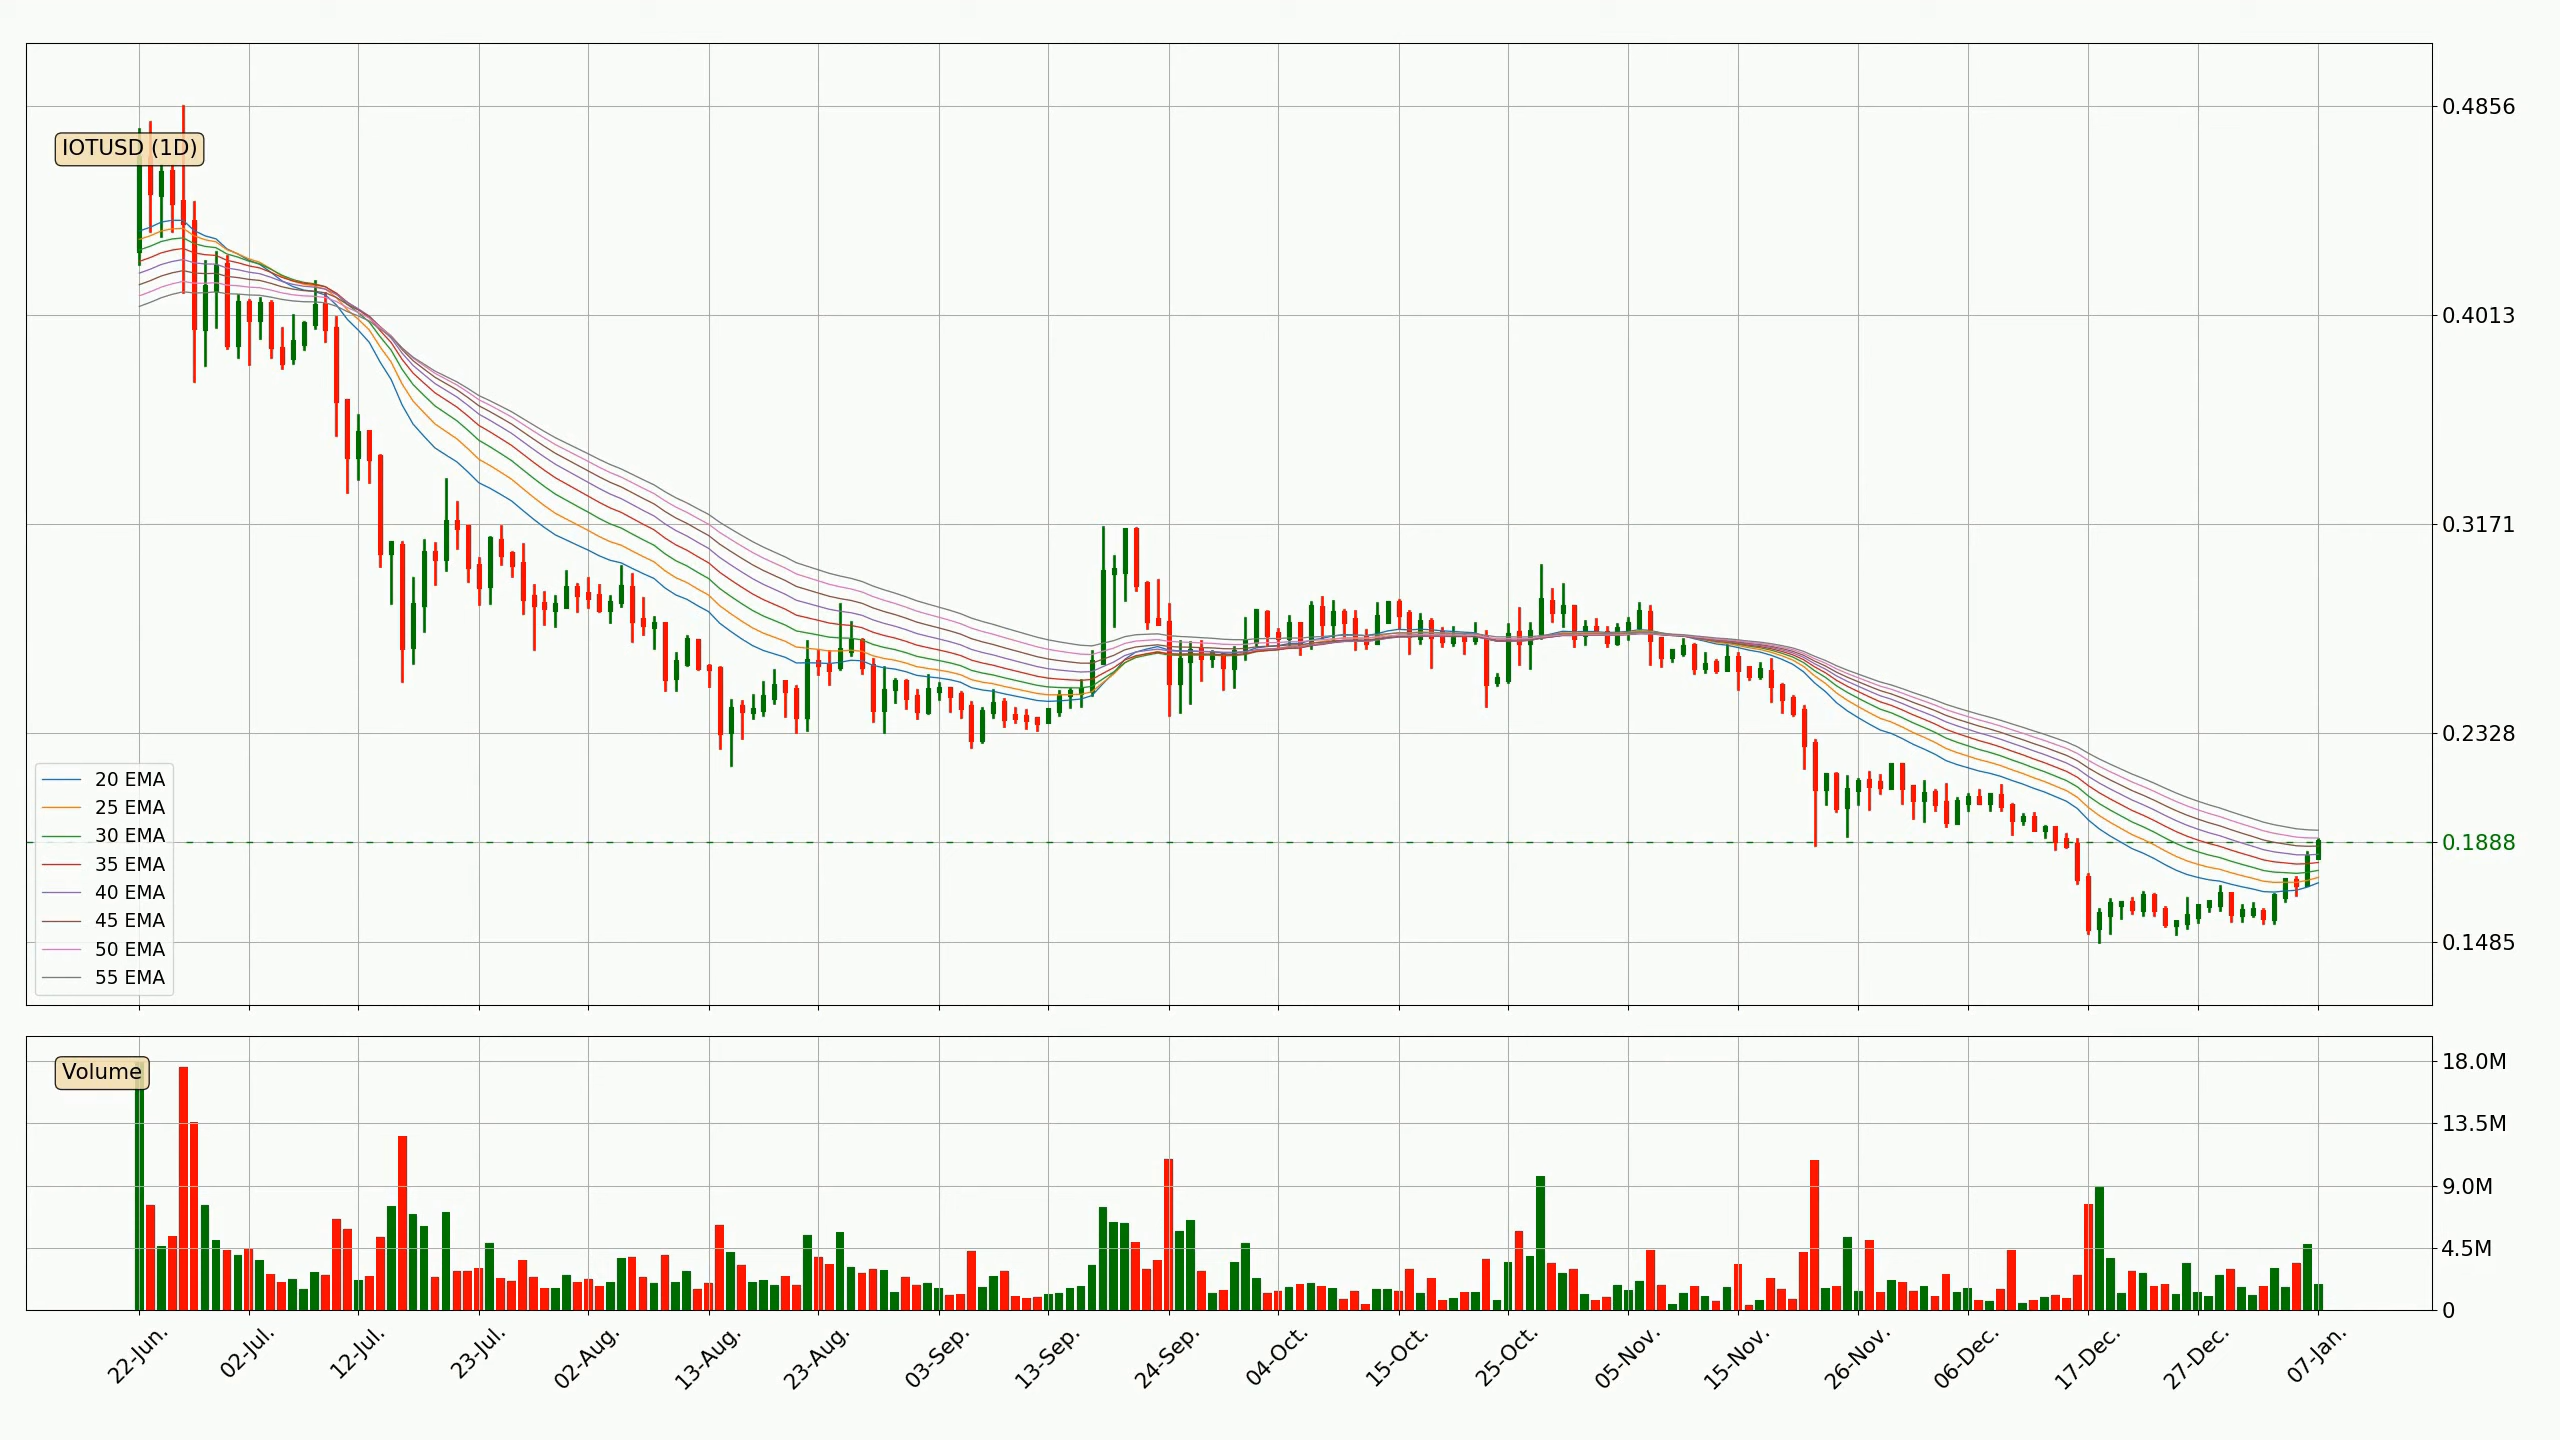 IOTUSD (1D)
0.4856
0.4013
0.3171
0.2328
0.1888
0.1485
20 EMA
25 EMA
30 EMA
35 EMA
40 EMA
45 EMA
50 EMA
55 EMA
Volume
18.0M
13.5M
9.0M
4.5M
0
22-Jun.
02-Jul.
12-Jul.
23-Jul.
02-Aug.
13-Aug.
23-Aug.
03-Sep.
13-Sep.
24-Sep.
04-Oct.
15-Oct.
25-Oct.
05-Nov.
15-Nov.
26-Nov.
06-Dec.
17-Dec.
27-Dec.
07-Jan.